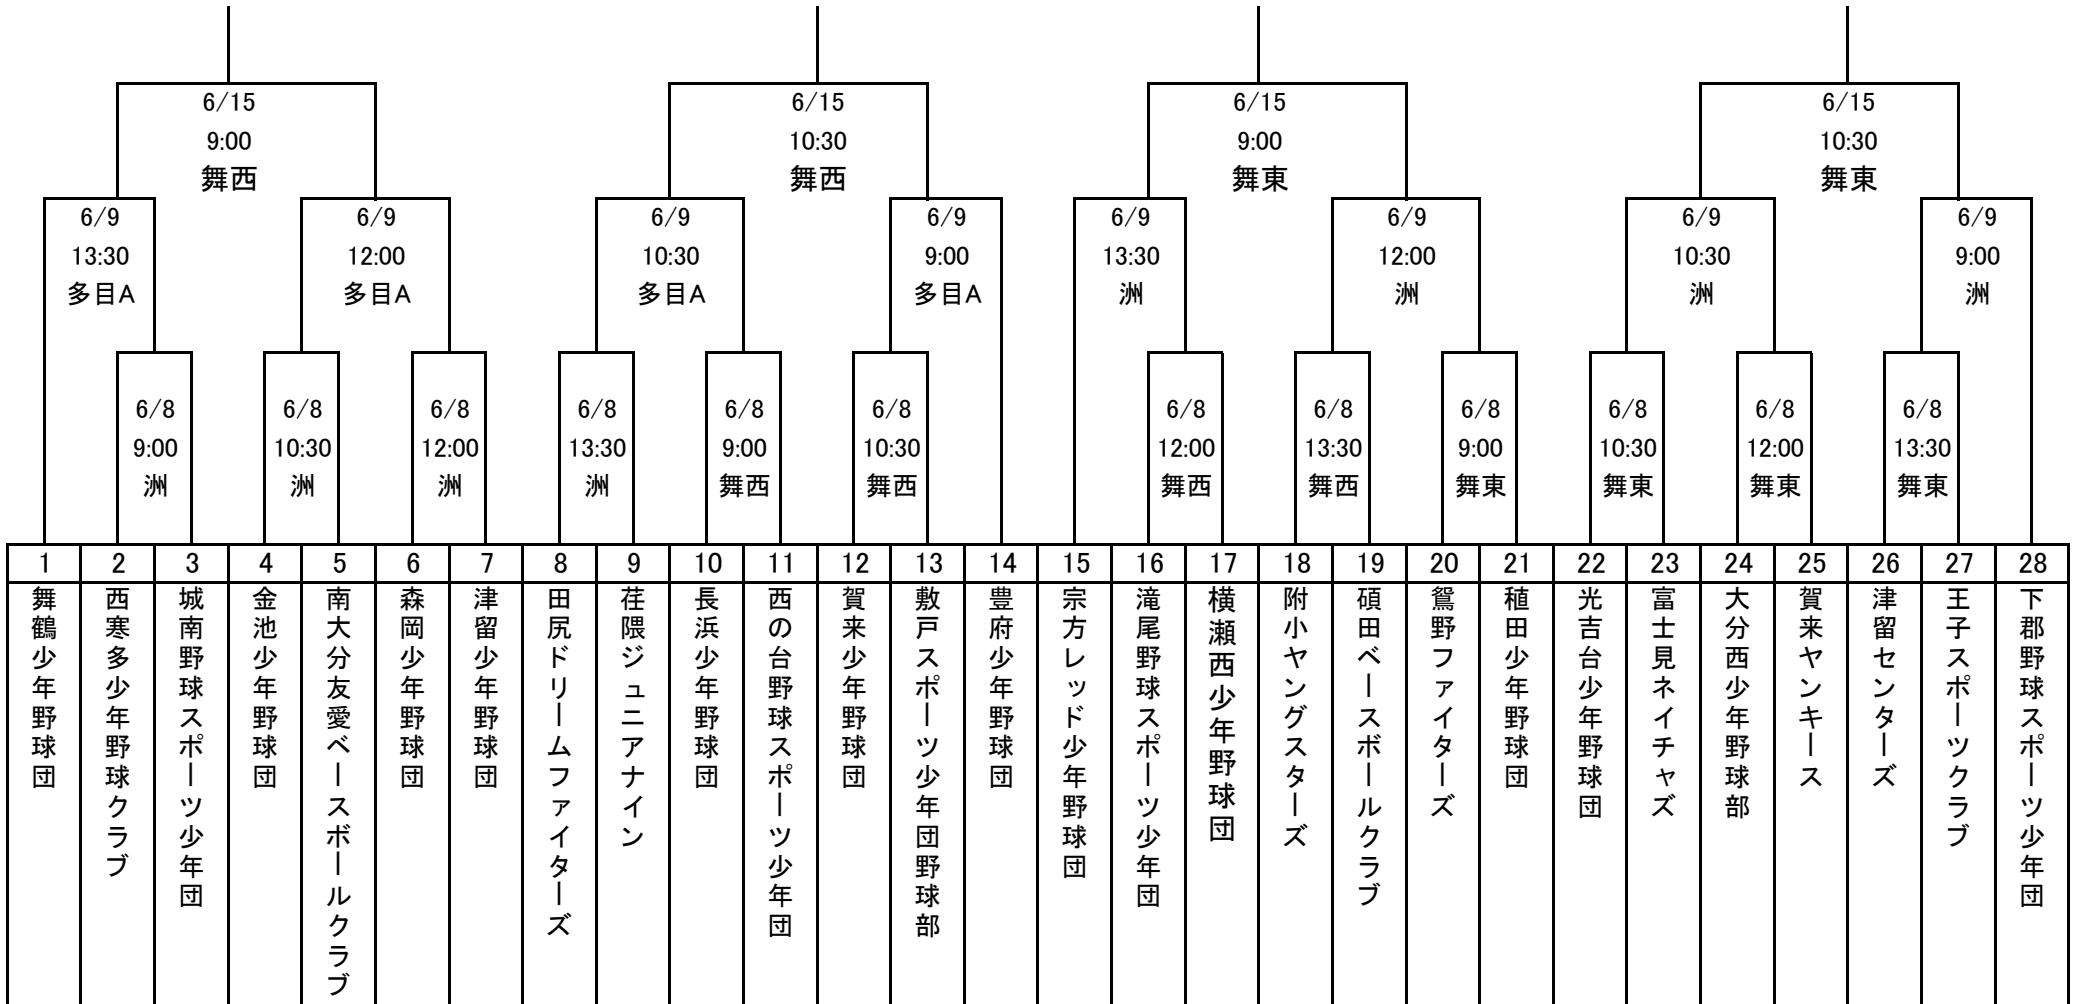 6/15
9:00
舞西
6/15
10:30
舞西
6/15
9:00
舞東
6/15
10:30
舞東
6/9
13:30
多目A
6/9
12:00
多目A
6/9
10:30
多目A
6/9
9:00
多目A
6/9
13:30
洲
6/9
12:00
洲
6/9
10:30
洲
6/9
9:00
洲
6/8
9:00
洲
6/8
10:30
洲
6/8
12:00
洲
6/8
13:30
洲
6/8
9:00
舞西
6/8
10:30
舞西
6/8
12:00
舞西
6/8
13:30
舞西
6/8
9:00
舞東
6/8
10:30
舞東
6/8
12:00
舞東
6/8
13:30
舞東
1
舞鶴少年野球団
2
西寒多少年野球クラブ
3
城南野球スポーツ少年団
4
金池少年野球団
5
南大分友愛ベースボールクラブ
6
森岡少年野球団
7
津留少年野球団
8
田尻ドリームファイターズ
9
荏隈ジュニアナイン
10
長浜少年野球団
11
西の台野球スポーツ少年団
12
賀来少年野球団
13
敷戸スポーツ少年団野球部
14
豊府少年野球団
15
宗方レッド少年野球団
16
滝尾野球スポーツ少年団
17
横瀬西少年野球団
18
附小ヤングスターズ
19
碩田ベースボールクラブ
20
鴛野ファイターズ
21
稙田少年野球団
22
光吉台少年野球団
23
富士見ネイチャズ
24
大分西少年野球部
25
賀来ヤンキース
26
津留センターズ
27
王子スポーツクラブ
28
下郡野球スポーツ少年団